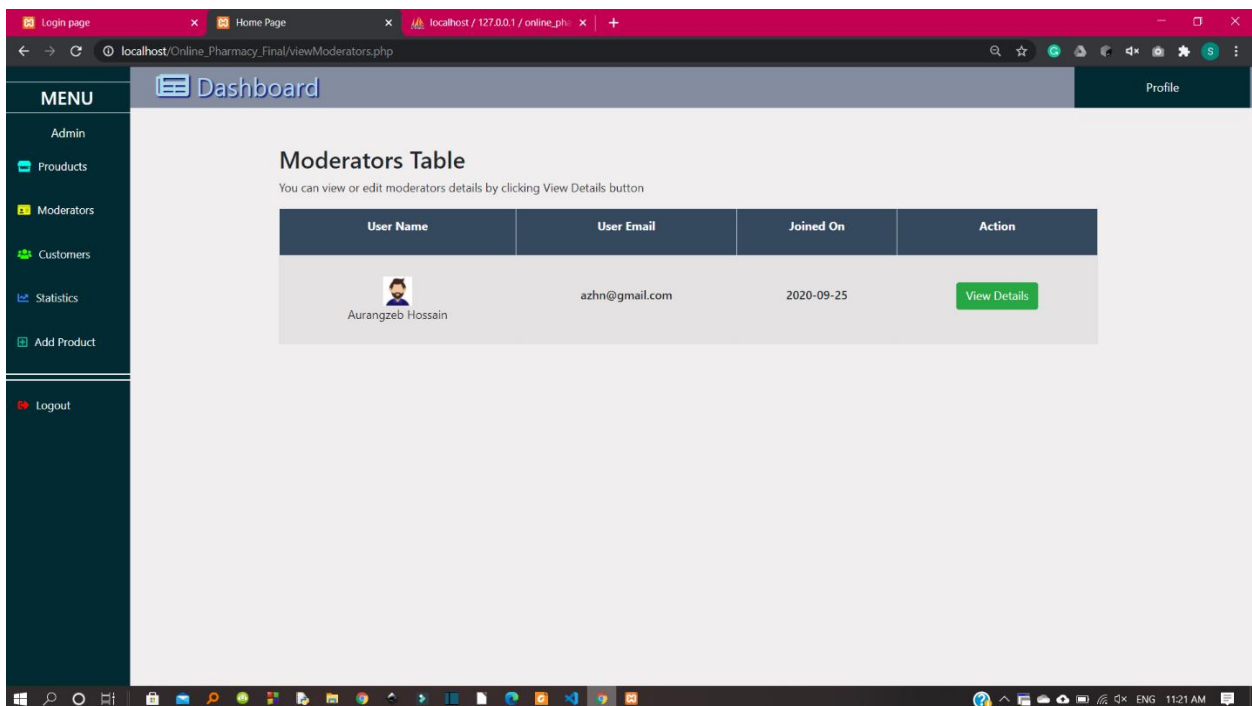 Login page
Home Page
localhost / 127.0.0.1 / online_pha
localhost/Online_Pharmacy_Final/viewModerators.php
S
MENU
Dashboard
Profile
Admin
Prouducts
Moderators
Customers
Statistics
Add Product
Logout
Moderators Table
You can view or edit moderators details by clicking View Details button
User Name User Email Joined On Action
Aurangzeb Hossain azhn@gmail.com 2020-09-25 View Details
ENG 11:21 AM